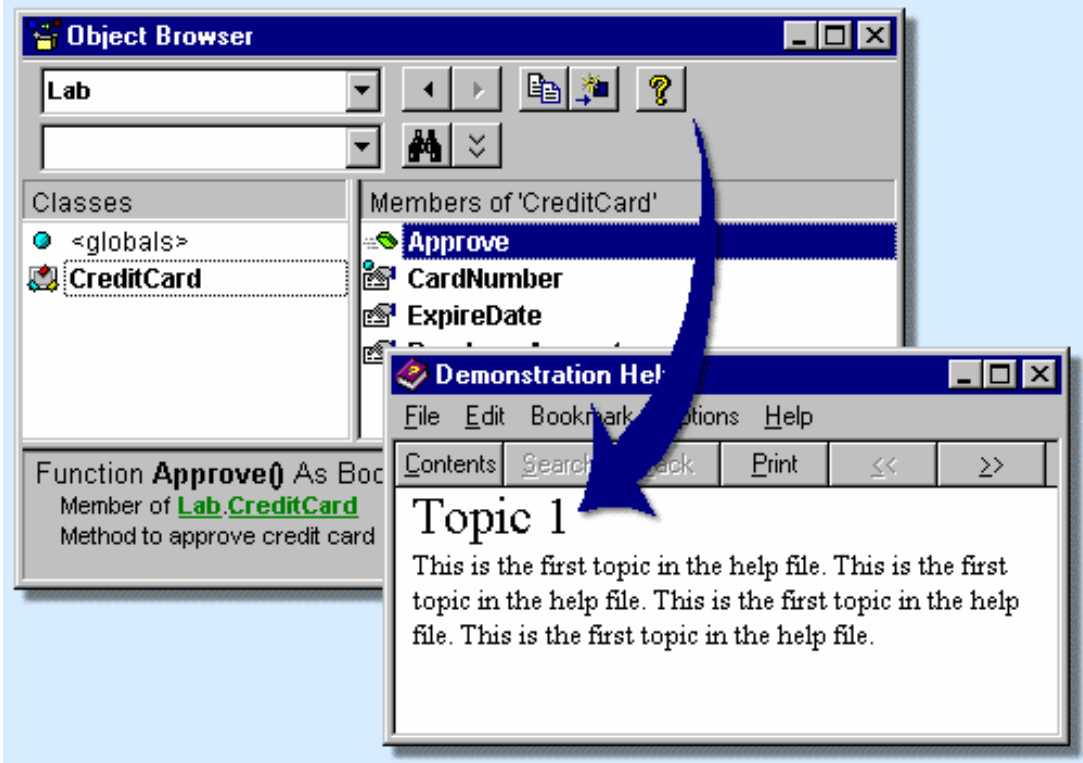 Object Browser
Lab
Classes
Members of 'CreditCard'
<globals>
Approve
CreditCard
CardNumber
ExpireDate
Function Approve() As
Member of Lab.CreditCard
Method to approve credit card
Demonstration
File Edit Bookmark Help
Contents Search Print << >>
Topic 1
This is the first topic in the help file. This is the first
topic in the help file. This is the first topic in the help
file. This is the first topic in the help file.